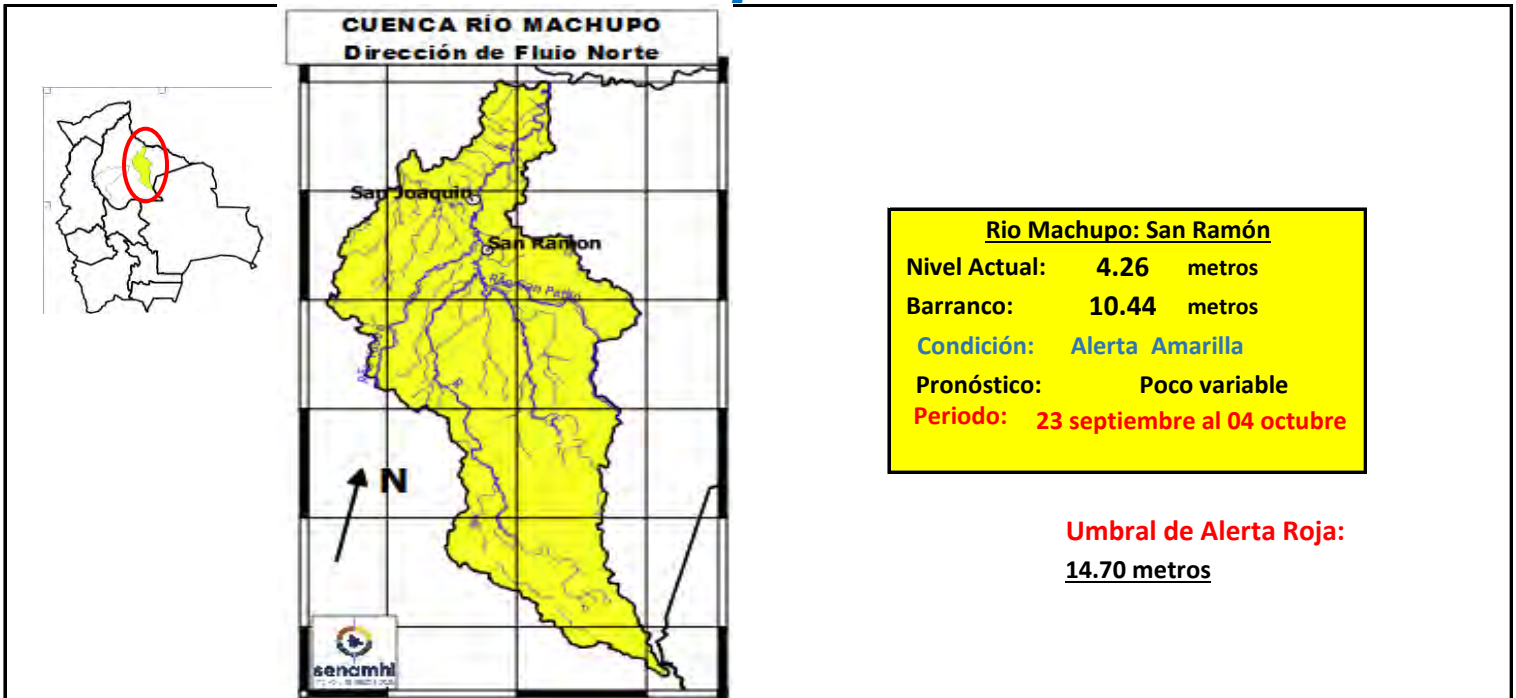 CUENCA RÍO MACHUPO
Dirección de Flujo Norte
San Joaquin
San Ramon
N
senamhi
Rio Machupo: San Ramón
Nivel Actual: 4.26 metros
Barranco: 10.44 metros
Condición: Alerta Amarilla
Pronóstico: Poco variable
Periodo: 23 septiembre al 04 octubre
Umbral de Alerta Roja:
14.70 metros